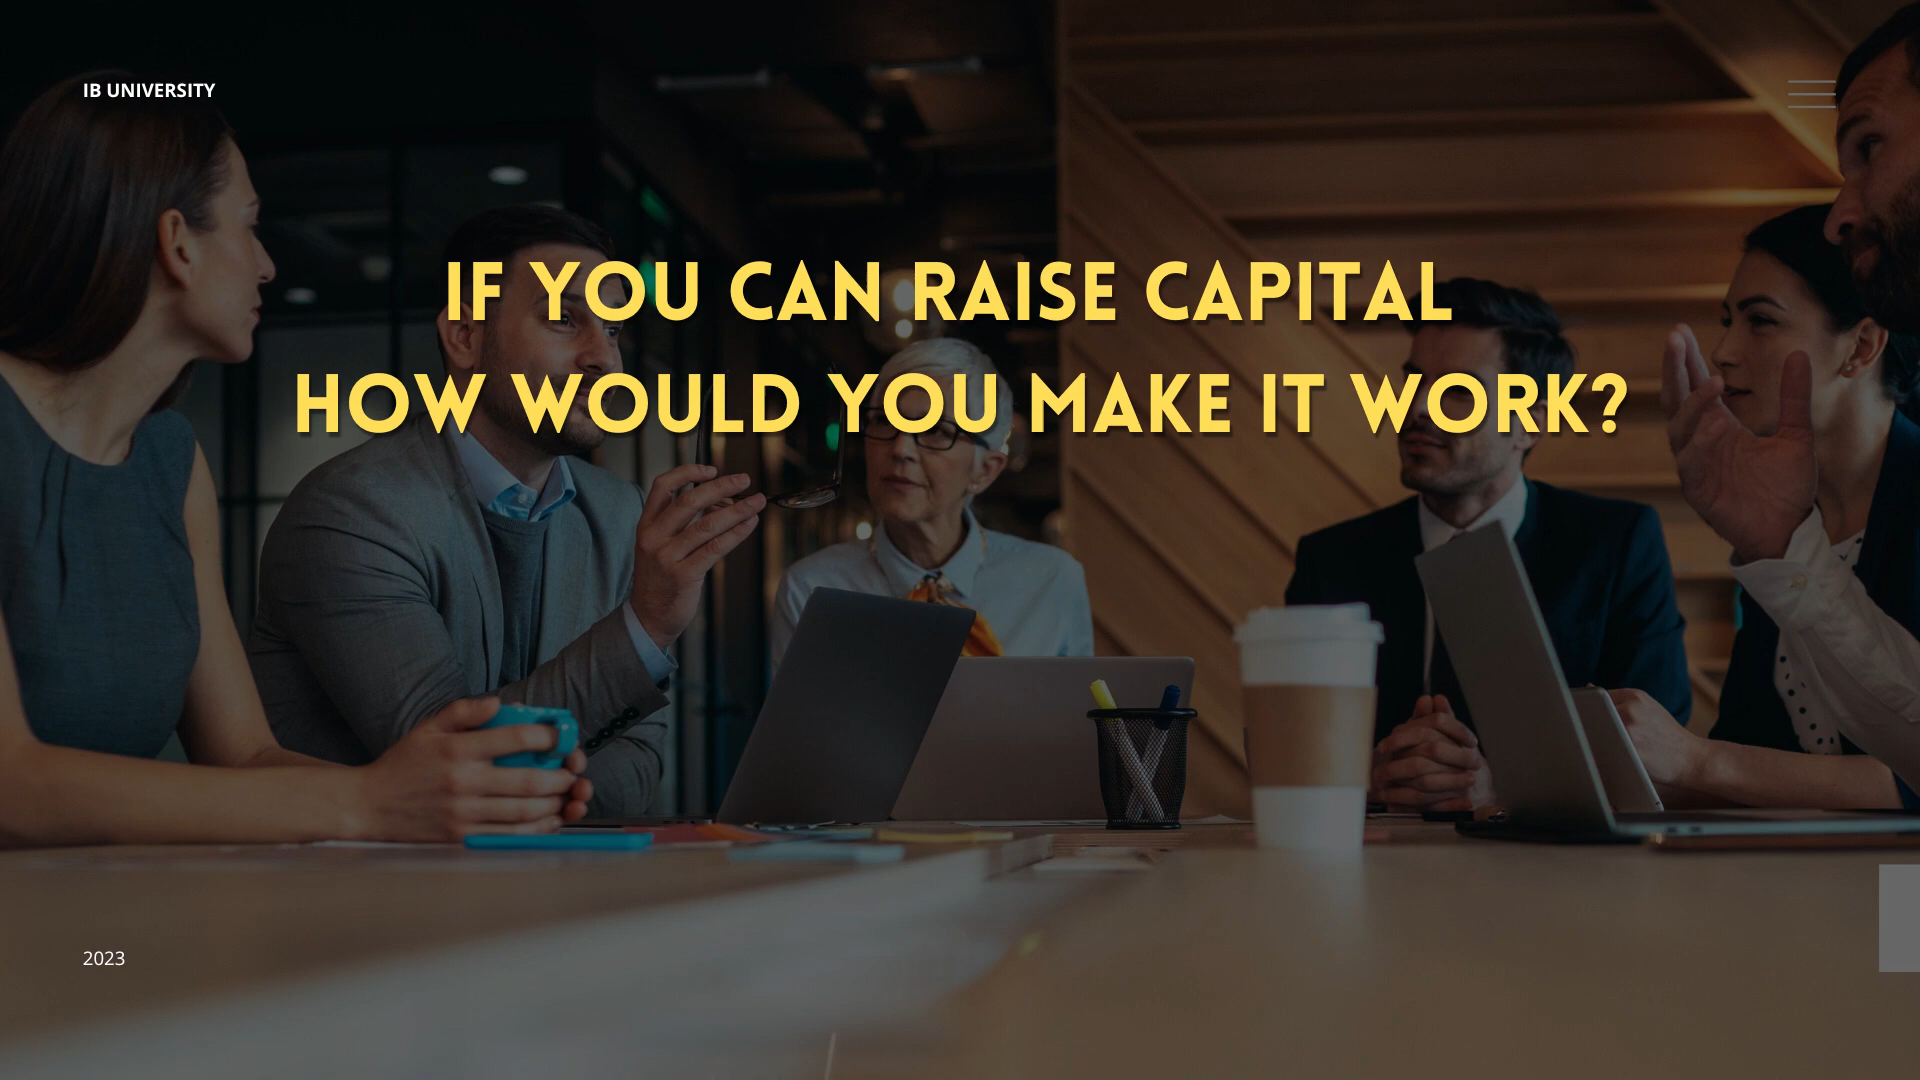 IB UNIVERSITY
IF YOU CAN RAISE CAPITAL
HOW WOULD YOU MAKE IT WORK?
2023